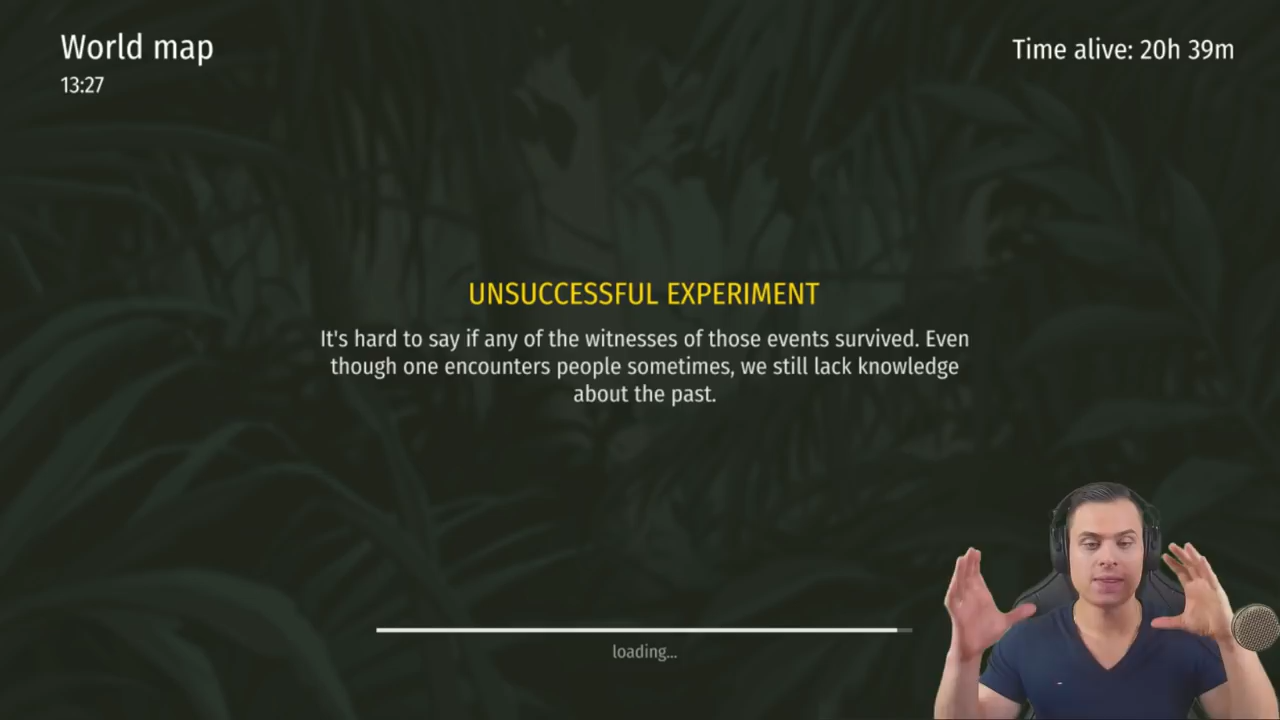 World map
13:27
Time alive: 20h 39m
UNSUCCESSFUL EXPERIMENT
It's hard to say if any of the witnesses of those events survived. Even
though one encounters people sometimes, we still lack knowledge
about the past.
loading...